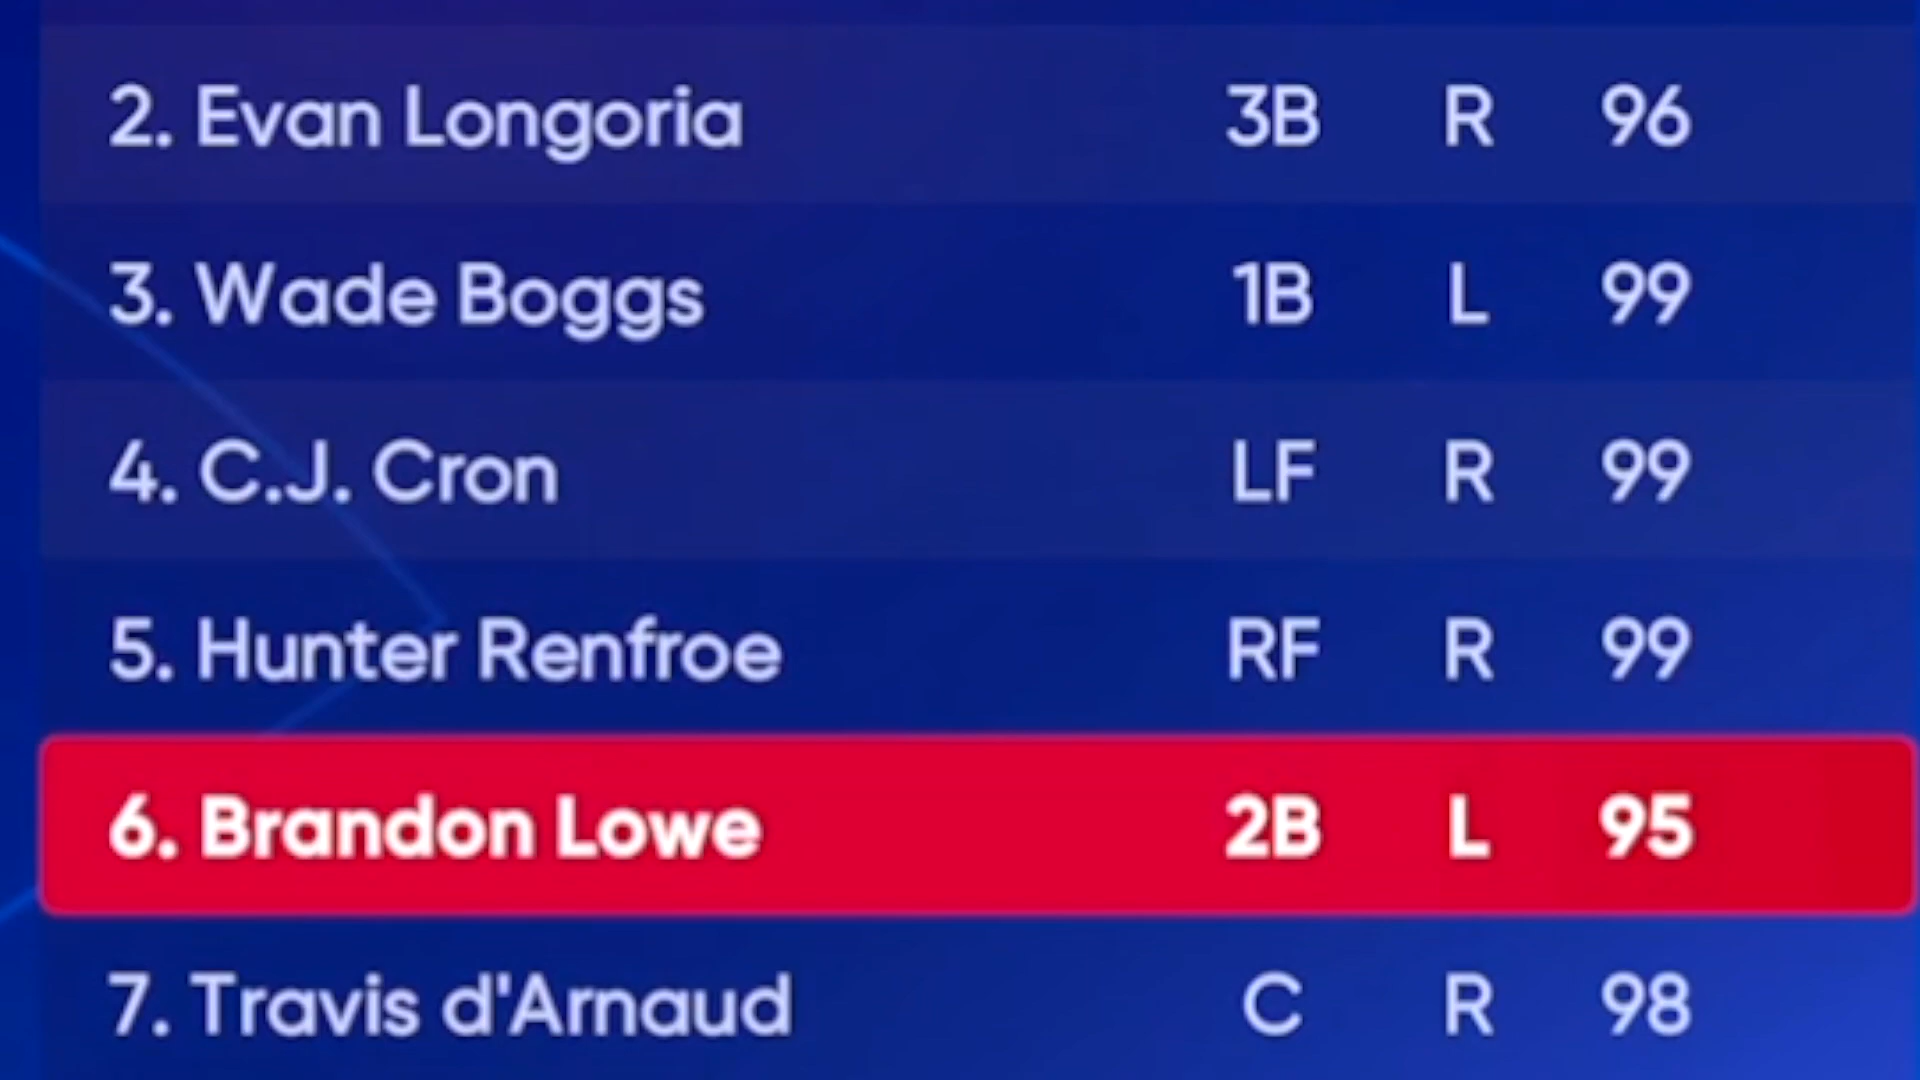 2. Evan Longoria 3B R 96
3. Wade Boggs 1B L 99
4. C.J. Cron LF R 99
5. Hunter Renfroe RF R 99
6. Brandon Lowe 2B L 95
7. Travis d'Arnaud C R 98